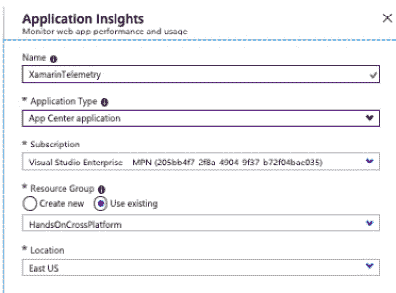 Application Insights
Monitor web app performance and usage
Name
XamarinTelemetry
* Application Type
App Center application
* Subscription
Visual Studio Enterprise – MPN (205bb4f7-2f8a-4904-9f37-b72f04bac035)
* Resource Group
Create new Use existing
HandsOnCrossPlatform
* Location
East US